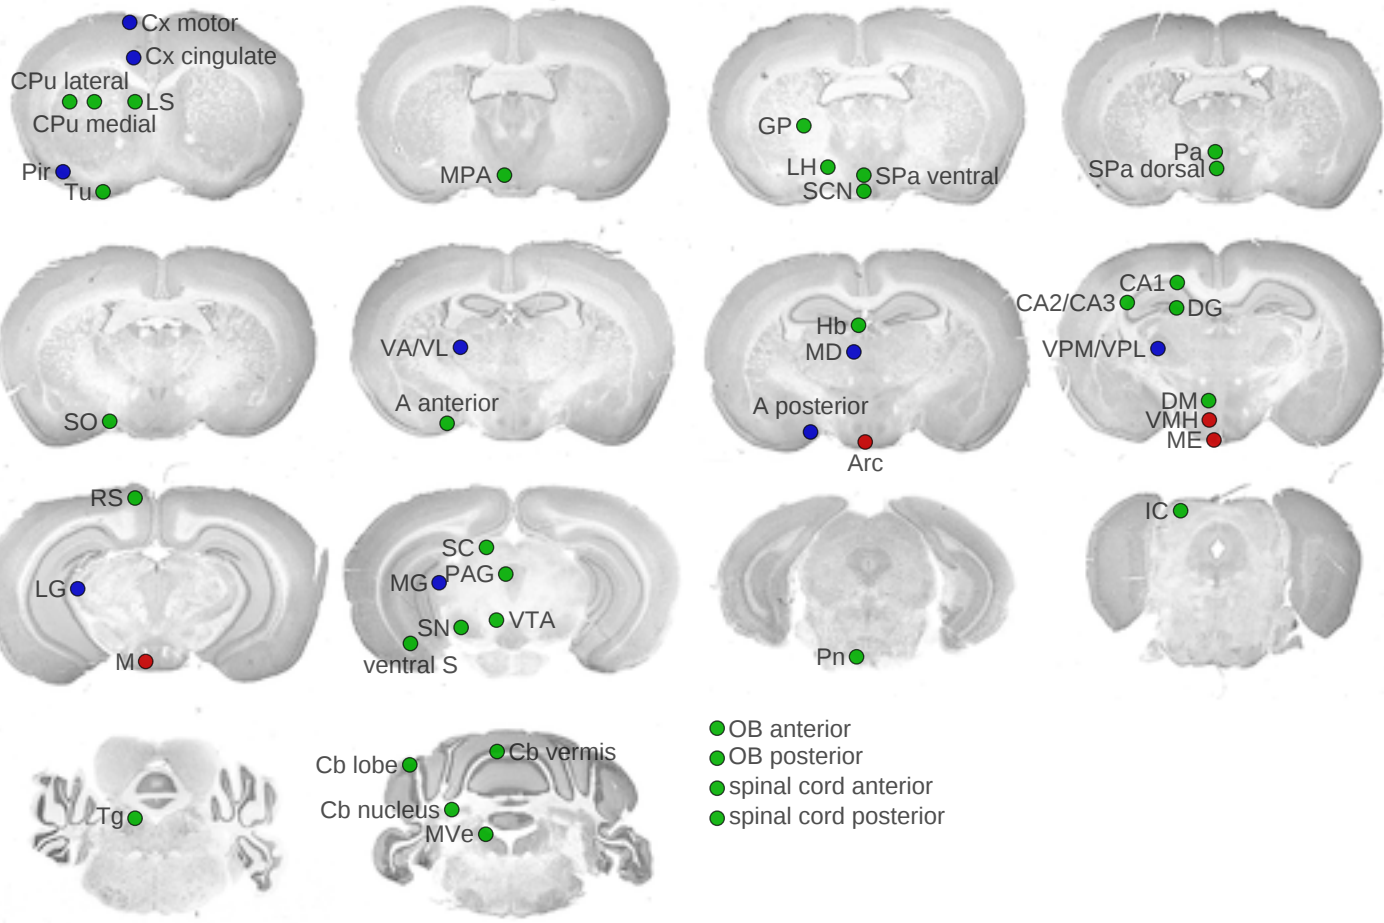 Cx motor
Cx cingulate
CPu lateral
LS
CPu medial
Pir
Tu
MPA
GP
LH
SPa ventral
SCN
Pa
SPa dorsal
SO
VA/VL
A anterior
Hb
MD
A posterior
Arc
CA1
CA2/CA3
DG
VPM/VPL
DM
VMH
ME
RS
LG
M
SC
MG
PAG
SN
VTA
ventral S
Pn
IC
Tg
Cb lobe
Cb vermis
Cb nucleus
MVe
OB anterior
OB posterior
spinal cord anterior
spinal cord posterior